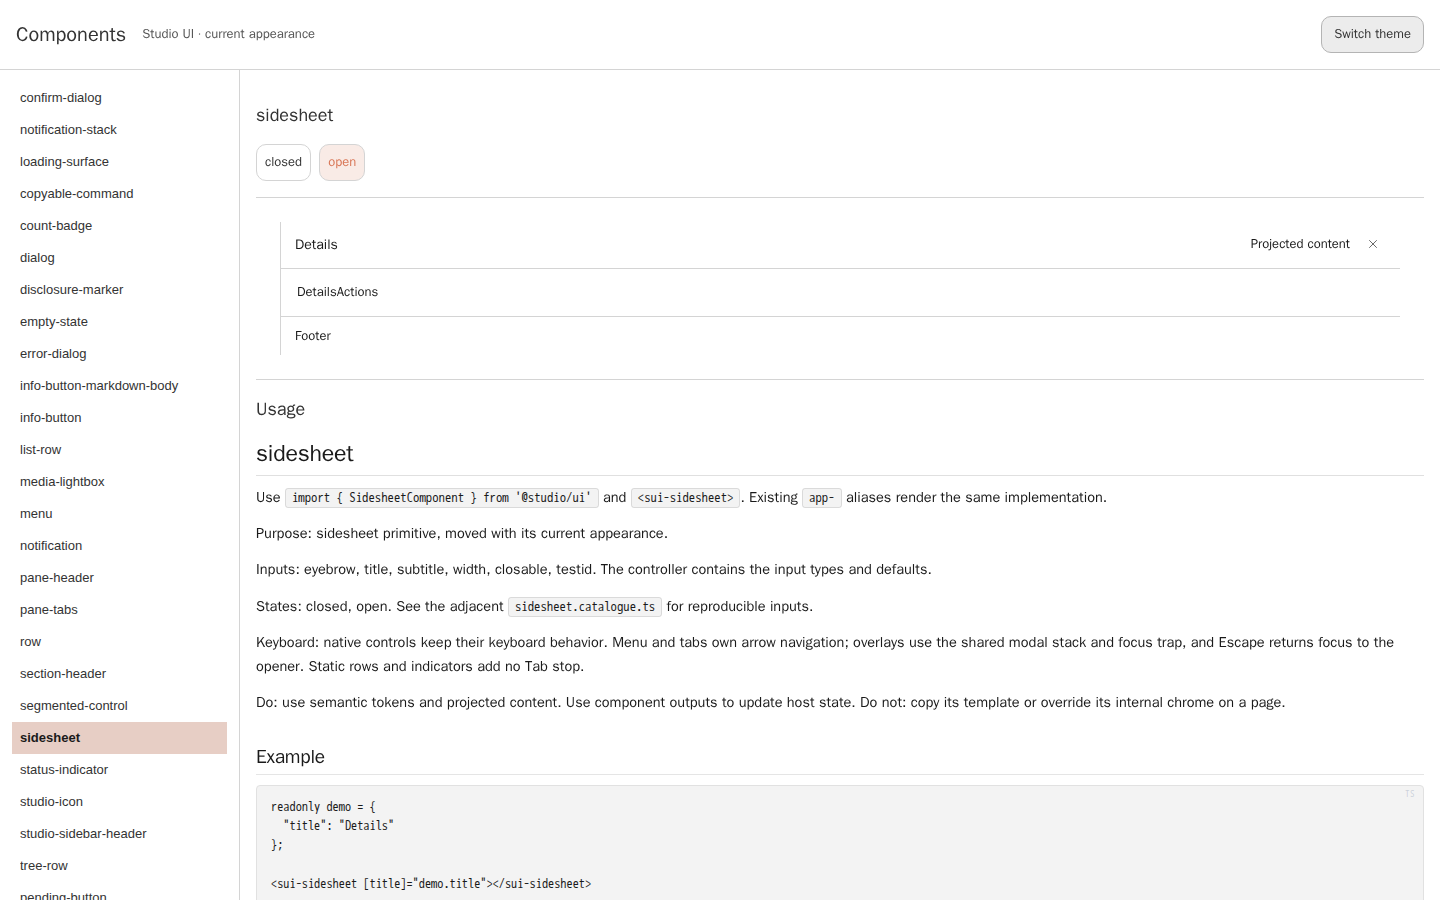 Components
Studio UI · current appearance
Switch theme
confirm-dialog
notification-stack
loading-surface
copyable-command
count-badge
dialog
disclosure-marker
empty-state
error-dialog
info-button-markdown-body
info-button
list-row
media-lightbox
menu
notification
pane-header
pane-tabs
row
section-header
segmented-control
sidesheet
status-indicator
studio-icon
studio-sidebar-header
tree-row
pending-button
sidesheet
closed
open
Details
Projected content
DetailsActions
Footer
Usage
sidesheet
Use import { SidesheetComponent } from '@studio/ui' and <sui-sidesheet>. Existing app- aliases render the same implementation.
Purpose: sidesheet primitive, moved with its current appearance.
Inputs: eyebrow, title, subtitle, width, closable, testid. The controller contains the input types and defaults.
States: closed, open. See the adjacent sidesheet.catalogue.ts for reproducible inputs.
Keyboard: native controls keep their keyboard behavior. Menu and tabs own arrow navigation; overlays use the shared modal stack and focus trap, and Escape returns focus to the
opener. Static rows and indicators add no Tab stop.
Do: use semantic tokens and projected content. Use component outputs to update host state. Do not: copy its template or override its internal chrome on a page.
Example
TS
readonly demo = {
  "title": "Details"
};
<sui-sidesheet [title]="demo.title"></sui-sidesheet>